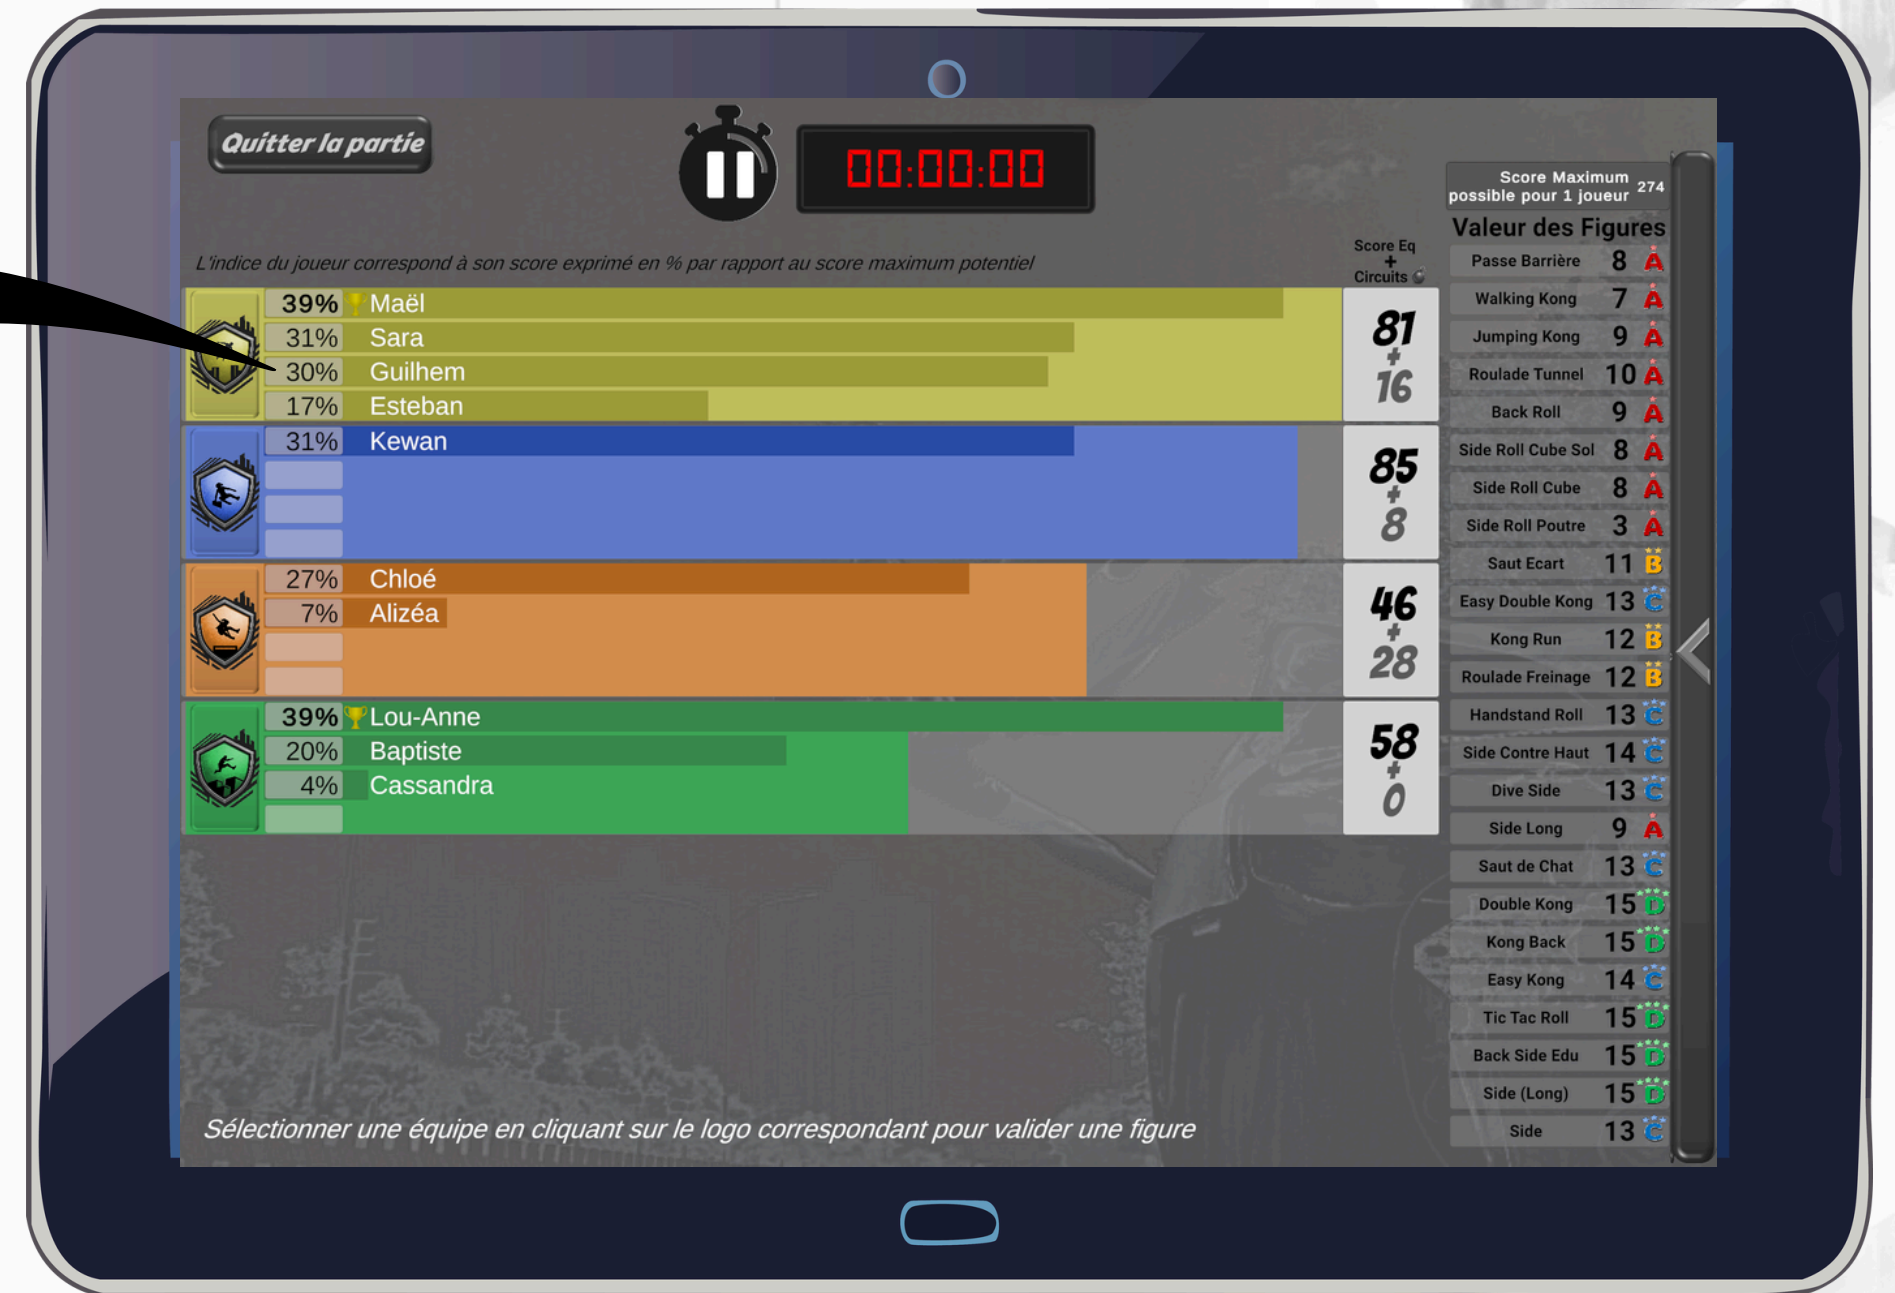 Quitter la partie
00:00:00
Score Maximum
possible pour 1 joueur 274
Valeur des Figures
L'indice du joueur correspond à son score exprimé en % par rapport au score maximum potentiel
Score Eq
+
Circuits
39% Maël
31% Sara
30% Guilhem
17% Esteban
81
+
16
31% Kewan
85
+
8
27% Chloé
7% Alizéa
46
+
28
39% Lou-Anne
20% Baptiste
4% Cassandra
58
+
0
Passe Barrière 8 A
Walking Kong 7 A
Jumping Kong 9 A
Roulade Tunnel 10 A
Back Roll 9 A
Side Roll Cube Sol 8 A
Side Roll Cube 8 A
Side Roll Poutre 3 A
Saut Ecart 11 B
Easy Double Kong 13 C
Kong Run 12 B
Roulade Freinage 12 B
Handstand Roll 13 C
Side Contre Haut 14 C
Dive Side 13 C
Side Long 9 A
Saut de Chat 13 C
Double Kong 15 D
Kong Back 15 D
Easy Kong 14 C
Tic Tac Roll 15 D
Back Side Edu 15 D
Side (Long) 15 D
Side 13 C
Sélectionner une équipe en cliquant sur le logo correspondant pour valider une figure